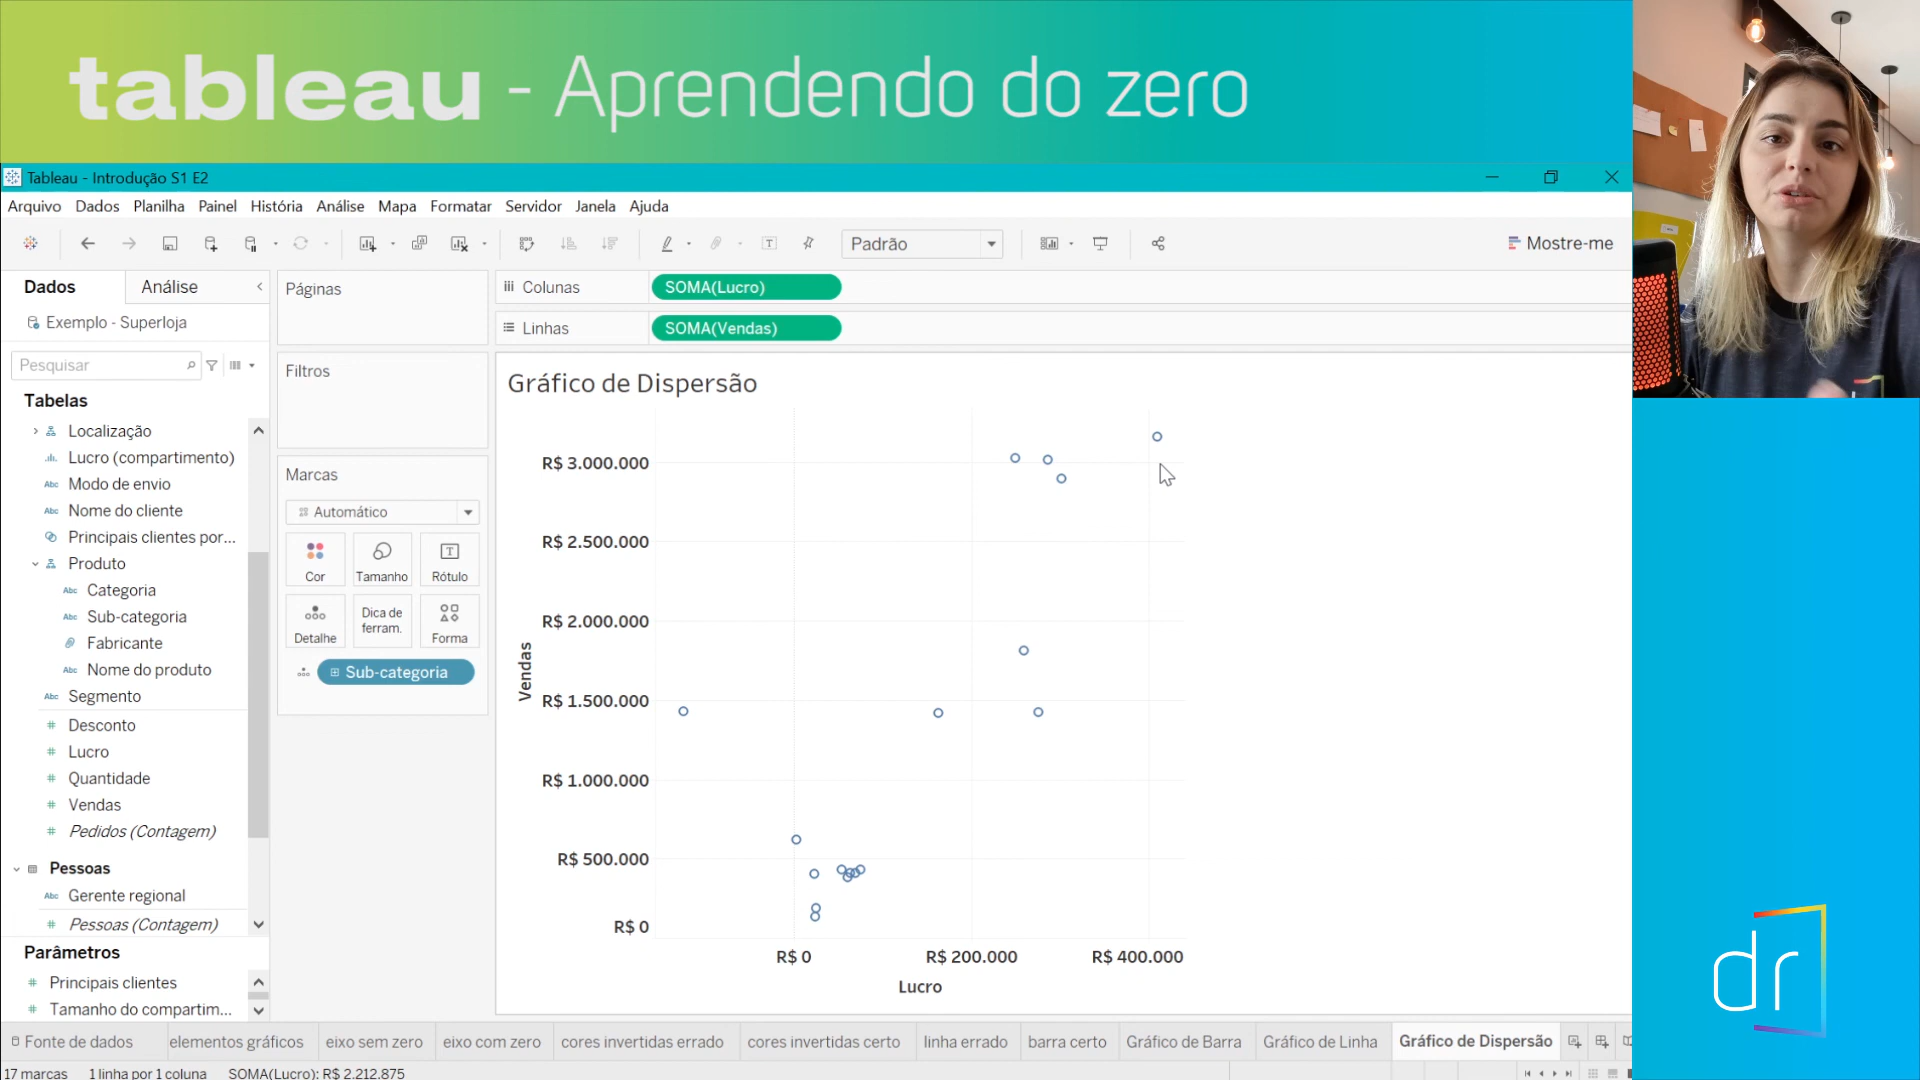 tableau - Aprendendo do zero
Tableau - Introdução S1 E2
Arquivo Dados Planilha Painel História Análise Mapa Formatar Servidor Janela Ajuda
Padrão
Mostre-me
Dados Análise
Exemplo - Superloja
Pesquisar
Tabelas
Localização
Lucro (compartimento)
Abc Modo de envio
Abc Nome do cliente
Principais clientes por...
Produto
Abc Categoria
Abc Sub-categoria
Fabricante
Abc Nome do produto
Abc Segmento
# Desconto
# Lucro
# Quantidade
# Vendas
# Pedidos (Contagem)
Pessoas
Abc Gerente regional
# Pessoas (Contagem)
Parâmetros
# Principais clientes
# Tamanho do compartim...
Páginas
Filtros
Marcas
Automático
Cor Tamanho Rótulo
Detalhe Dica de ferram. Forma
Sub-categoria
Colunas SOMA(Lucro)
Linhas SOMA(Vendas)
Gráfico de Dispersão
R$ 3.000.000
R$ 2.500.000
R$ 2.000.000
R$ 1.500.000
R$ 1.000.000
R$ 500.000
R$ 0
Vendas
R$ 0 R$ 200.000 R$ 400.000
Lucro
Fonte de dados elementos gráficos eixo sem zero eixo com zero cores invertidas errado cores invertidas certo linha errado barra certo Gráfico de Barra Gráfico de Linha Gráfico de Dispersão
17 marcas 1 linha por 1 coluna SOMA(Lucro): R$ 2.212.875
dr